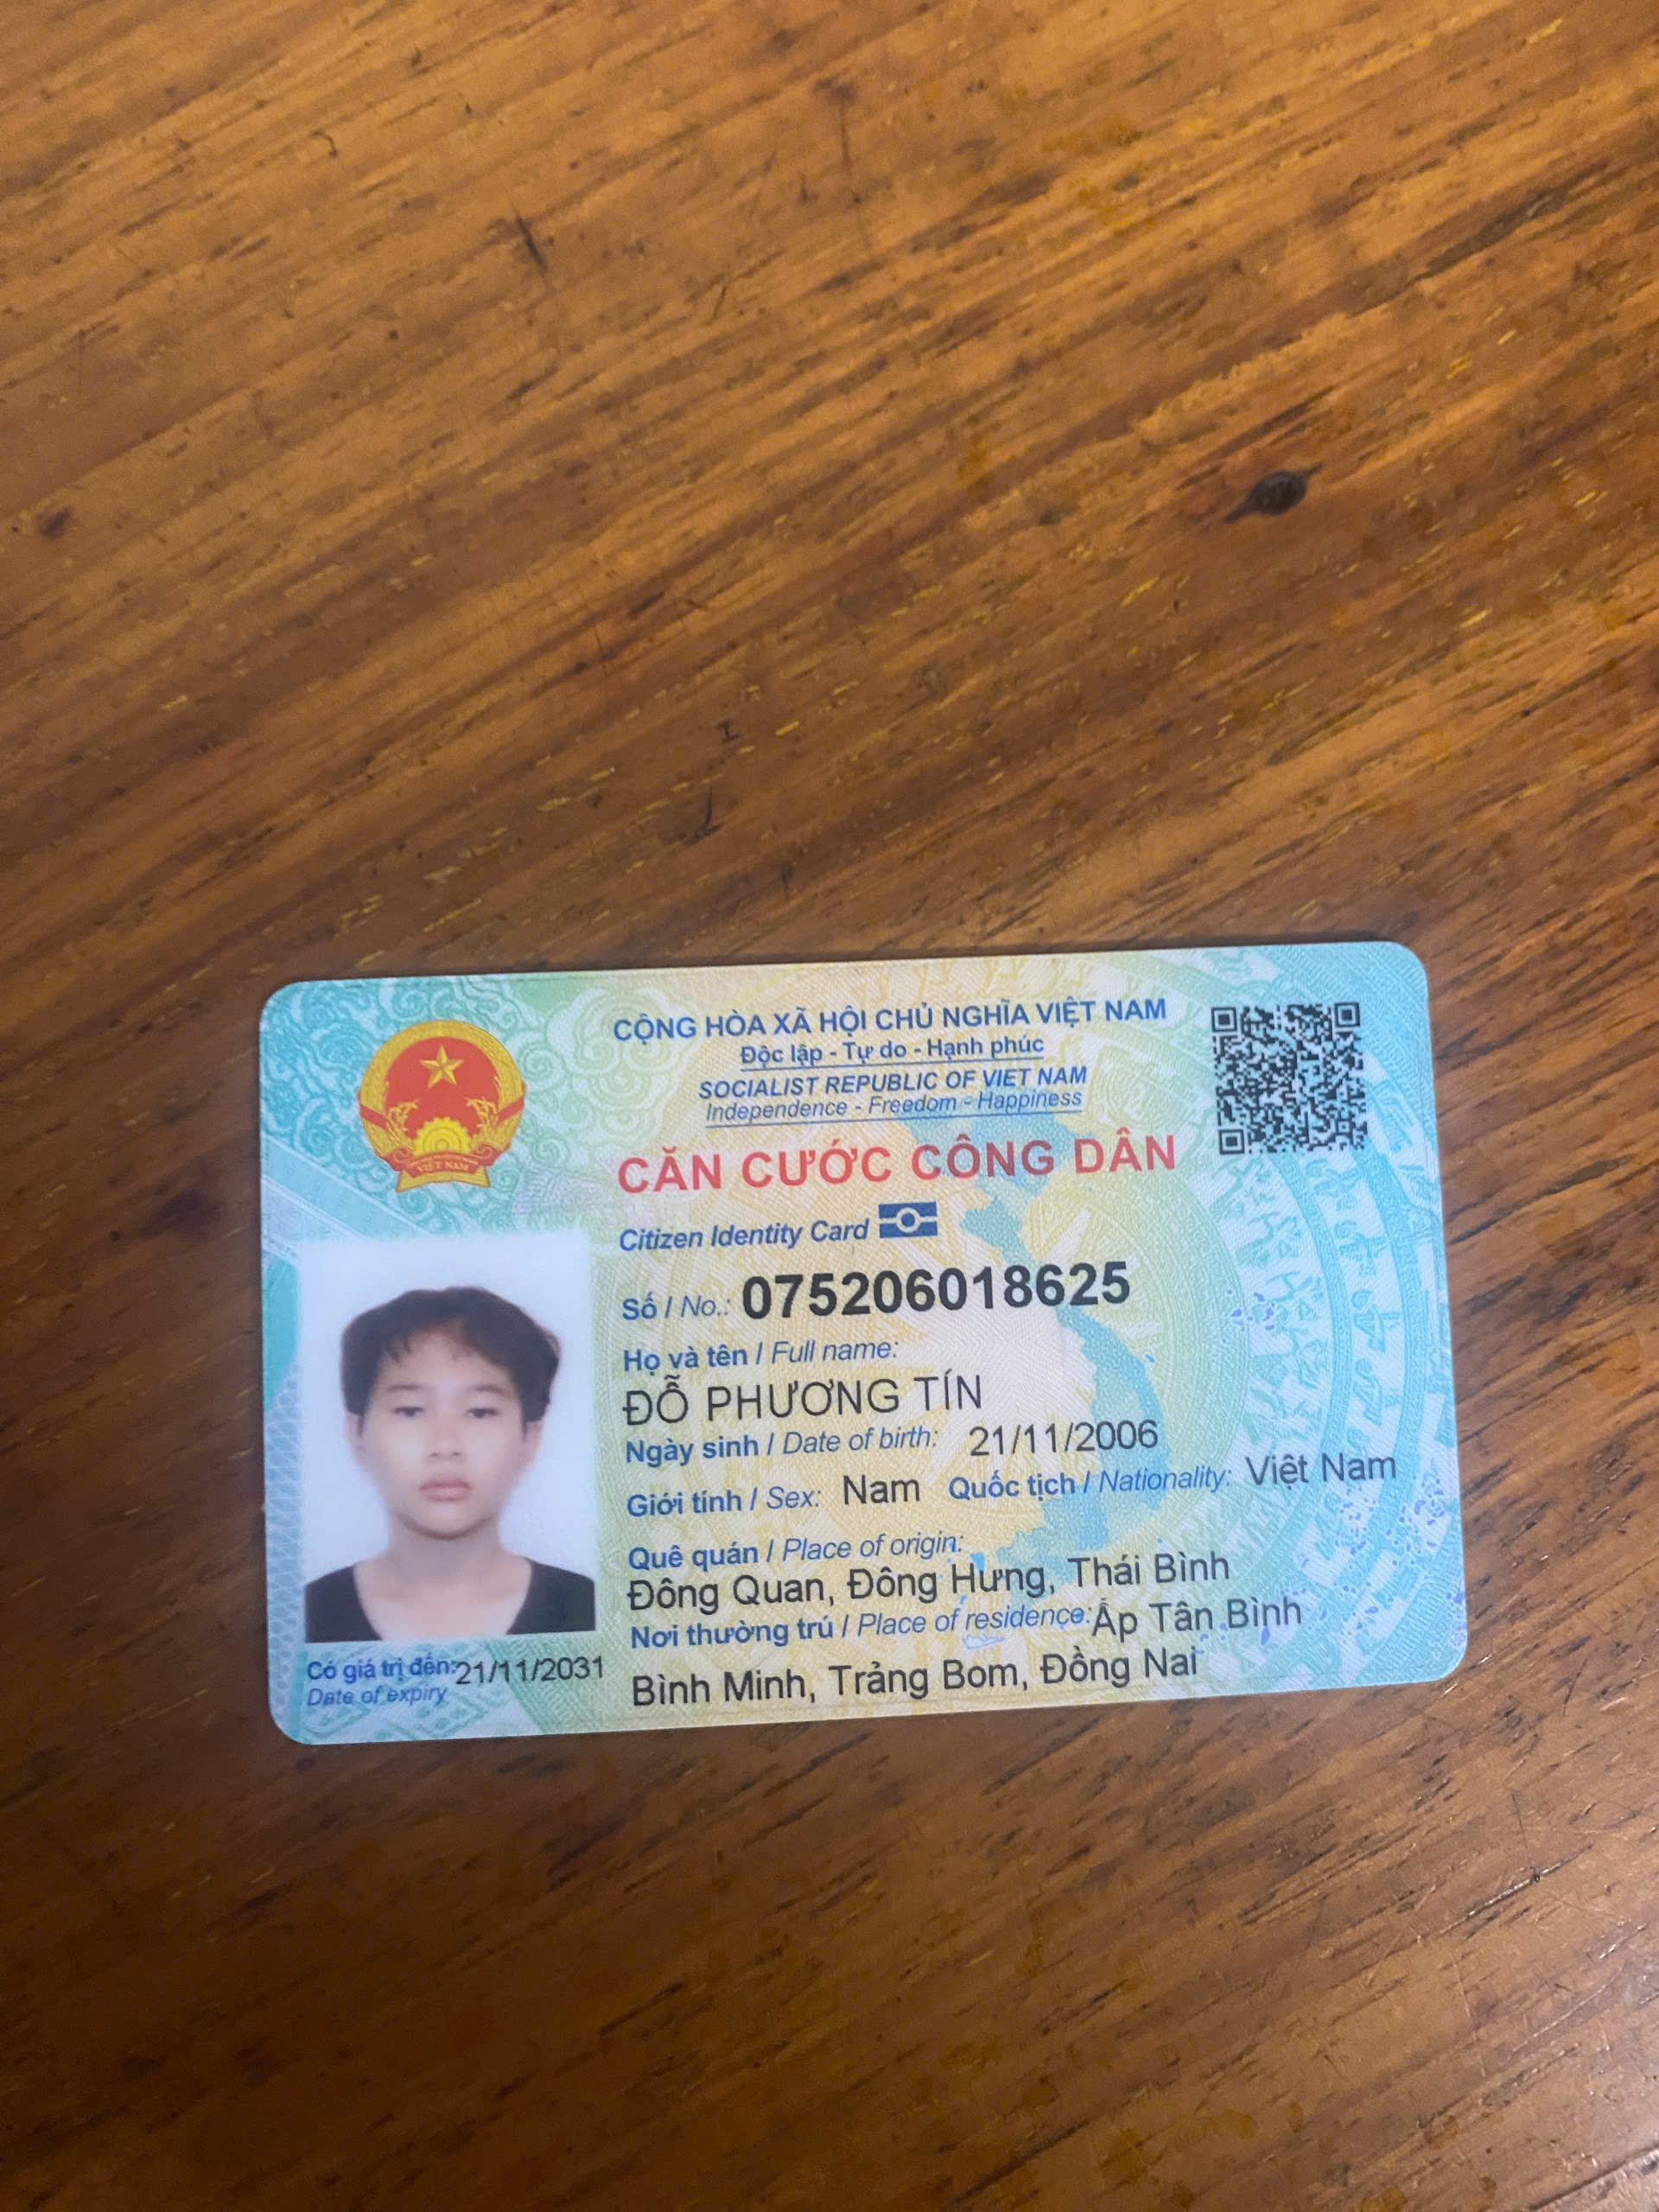 CỘNG HÒA XÃ HỘI CHỦ NGHĨA VIỆT NAM
Độc lập - Tự do - Hạnh phúc
SOCIALIST REPUBLIC OF VIET NAM
Independence - Freedom - Happiness
CĂN CƯỚC CÔNG DÂN
Citizen Identity Card
Số / No.: 075206018625
Họ và tên / Full name:
ĐỖ PHƯƠNG TÍN
Ngày sinh / Date of birth: 21/11/2006
Giới tính / Sex: Nam Quốc tịch / Nationality: Việt Nam
Quê quán / Place of origin:
Đông Quan, Đông Hưng, Thái Bình
Nơi thường trú / Place of residence: Ấp Tân Bình
Bình Minh, Trảng Bom, Đồng Nai
Có giá trị đến: 21/11/2031
Date of expiry
VIỆT NAM